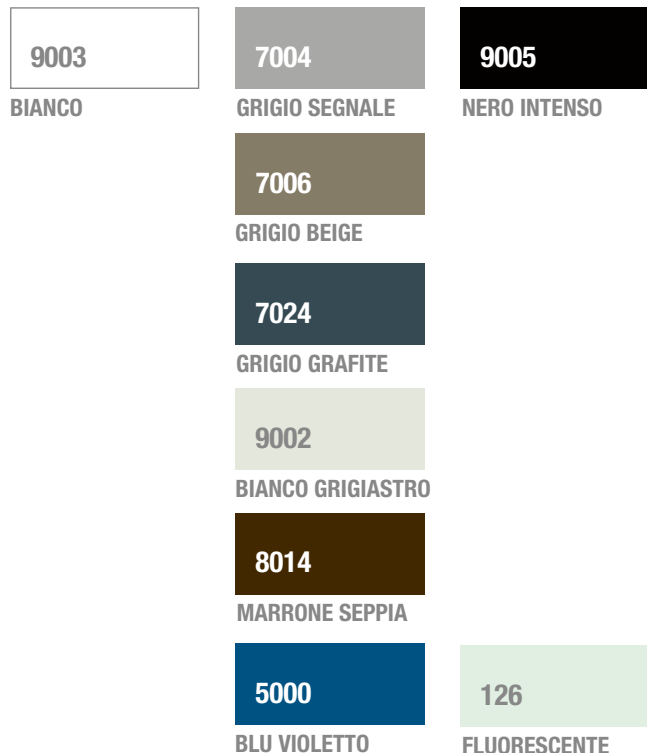 9003
BIANCO
7004
GRIGIO SEGNALE
9005
NERO INTENSO
7006
GRIGIO BEIGE
7024
GRIGIO GRAFITE
9002
BIANCO GRIGIASTRO
8014
MARRONE SEPPIA
5000
BLU VIOLETTO
126
FLUORESCENTE